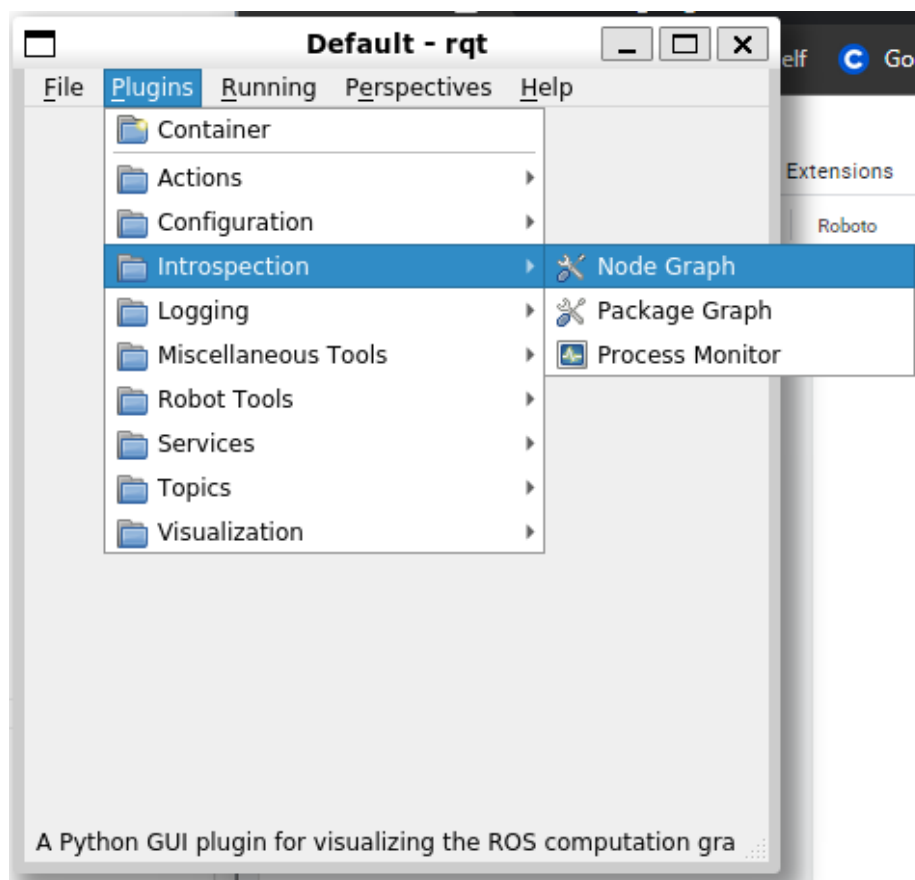 Default - rqt
File Plugins Running Perspectives Help
Container
Actions
Configuration
Introspection
Logging
Miscellaneous Tools
Robot Tools
Services
Topics
Visualization
Node Graph
Package Graph
Process Monitor
A Python GUI plugin for visualizing the ROS computation gra
elf
C Go
Extensions
Roboto